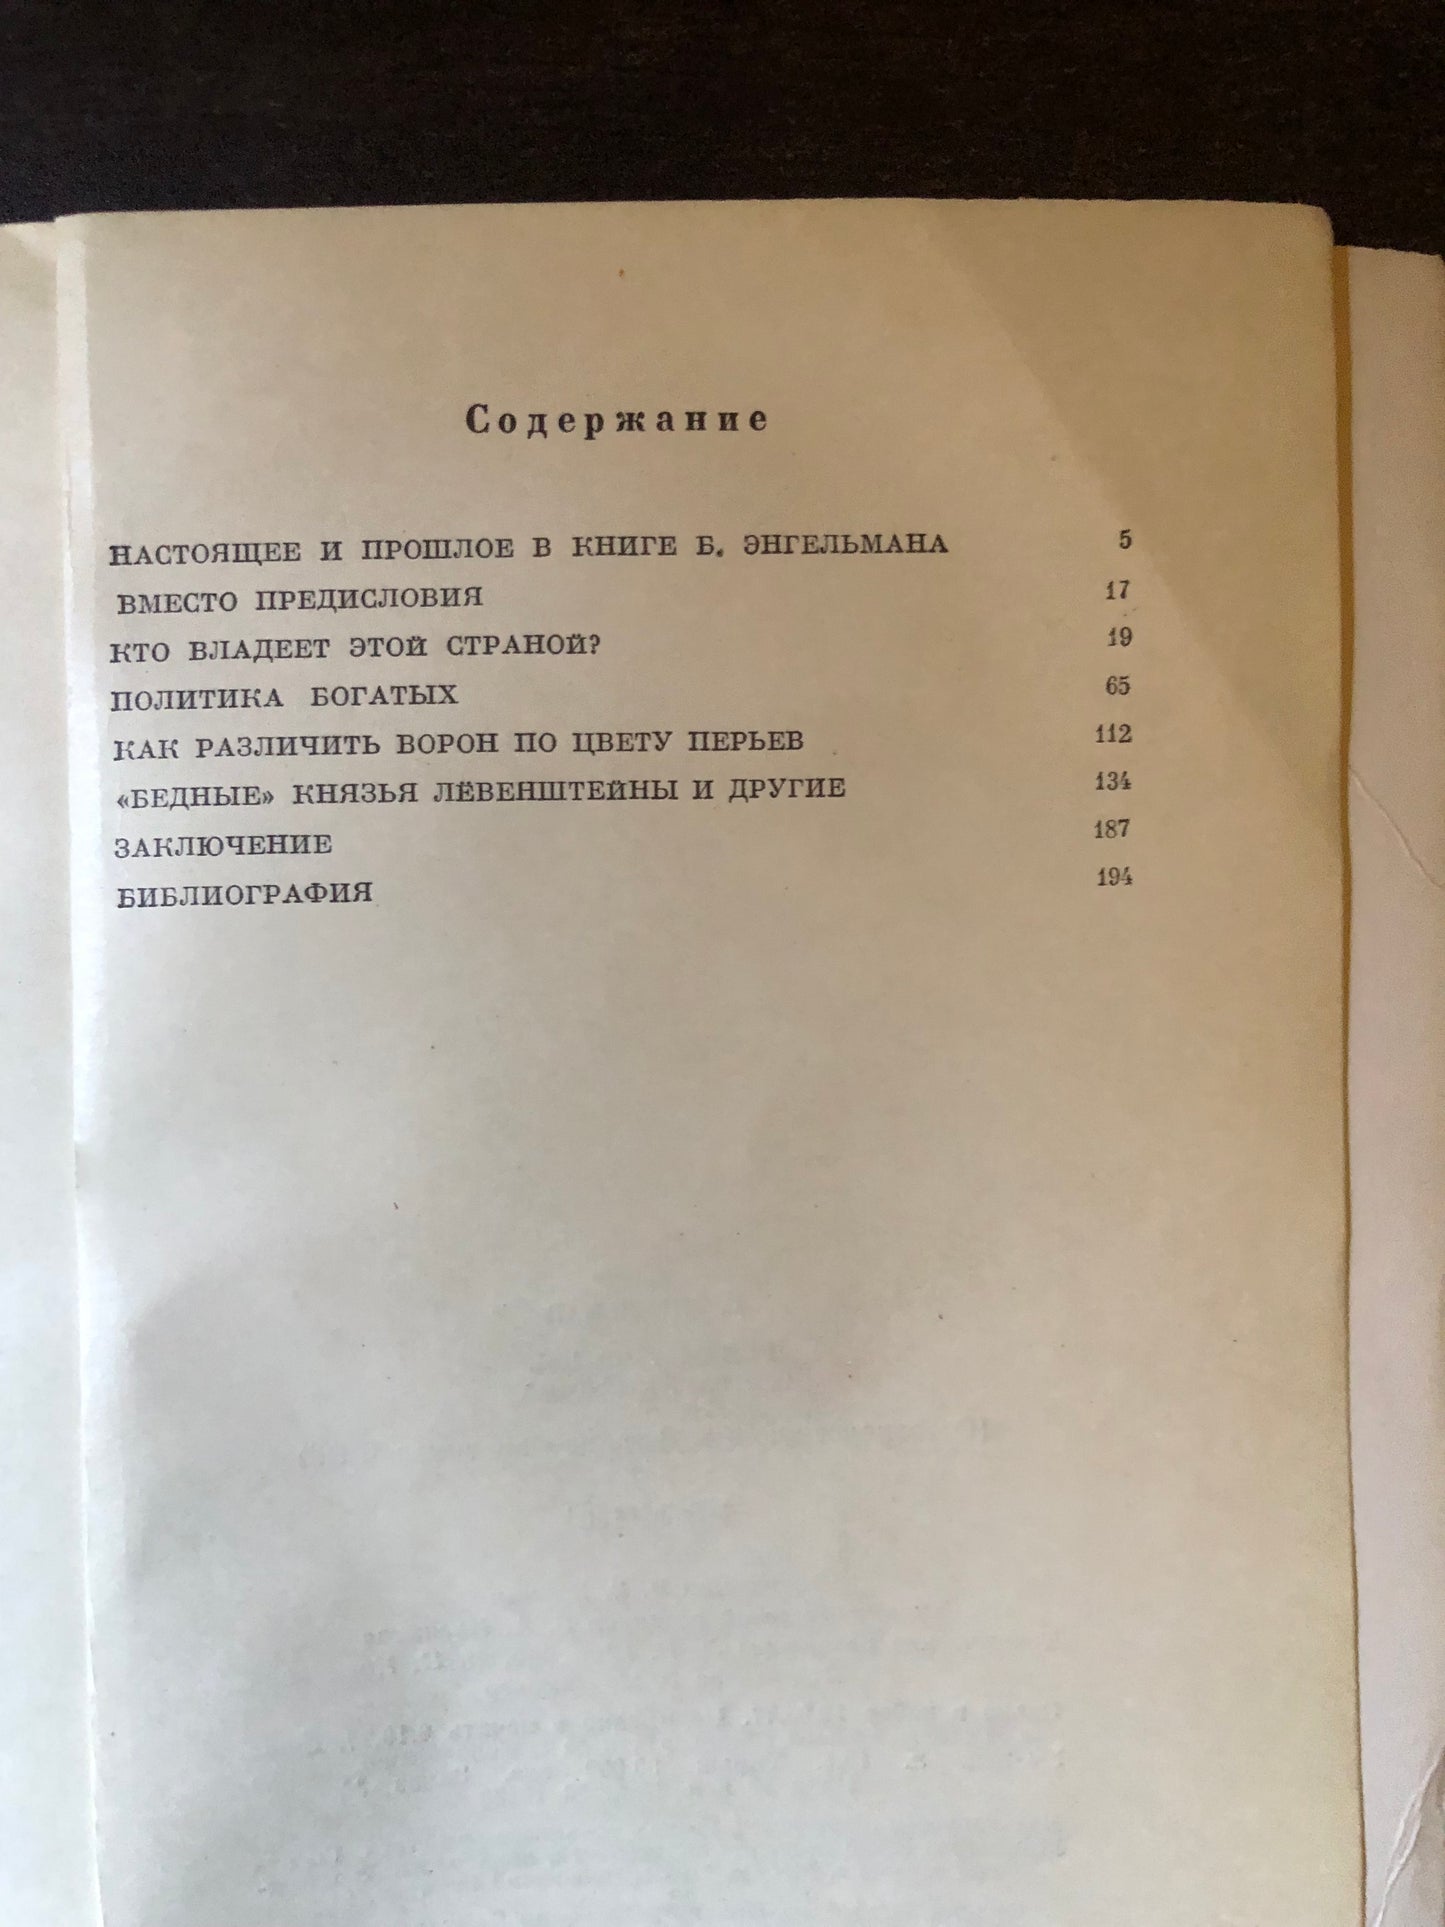 Содержание
НАСТОЯЩЕЕ И ПРОШЛОЕ В КНИГЕ Б. ЭНГЕЛЬМАНА 5
ВМЕСТО ПРЕДИСЛОВИЯ 17
КТО ВЛАДЕЕТ ЭТОЙ СТРАНОЙ? 19
ПОЛИТИКА БОГАТЫХ 65
КАК РАЗЛИЧИТЬ ВОРОН ПО ЦВЕТУ ПЕРЬЕВ 112
«БЕДНЫЕ» КНЯЗЬЯ ЛЁВЕНШТЕЙНЫ И ДРУГИЕ 134
ЗАКЛЮЧЕНИЕ 187
БИБЛИОГРАФИЯ 194